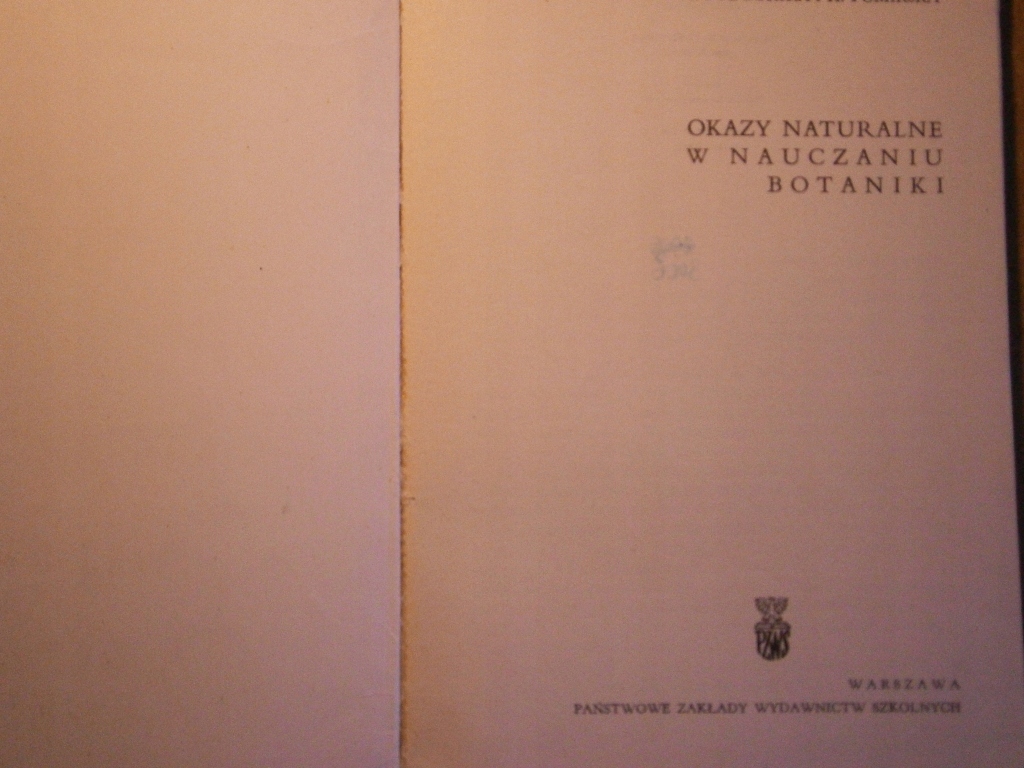 OKAZY NATURALNE
W NAUCZANIU
BOTANIKI
PZWS
WARSZAWA
PAŃSTWOWE ZAKŁADY WYDAWNICTW SZKOLNYCH